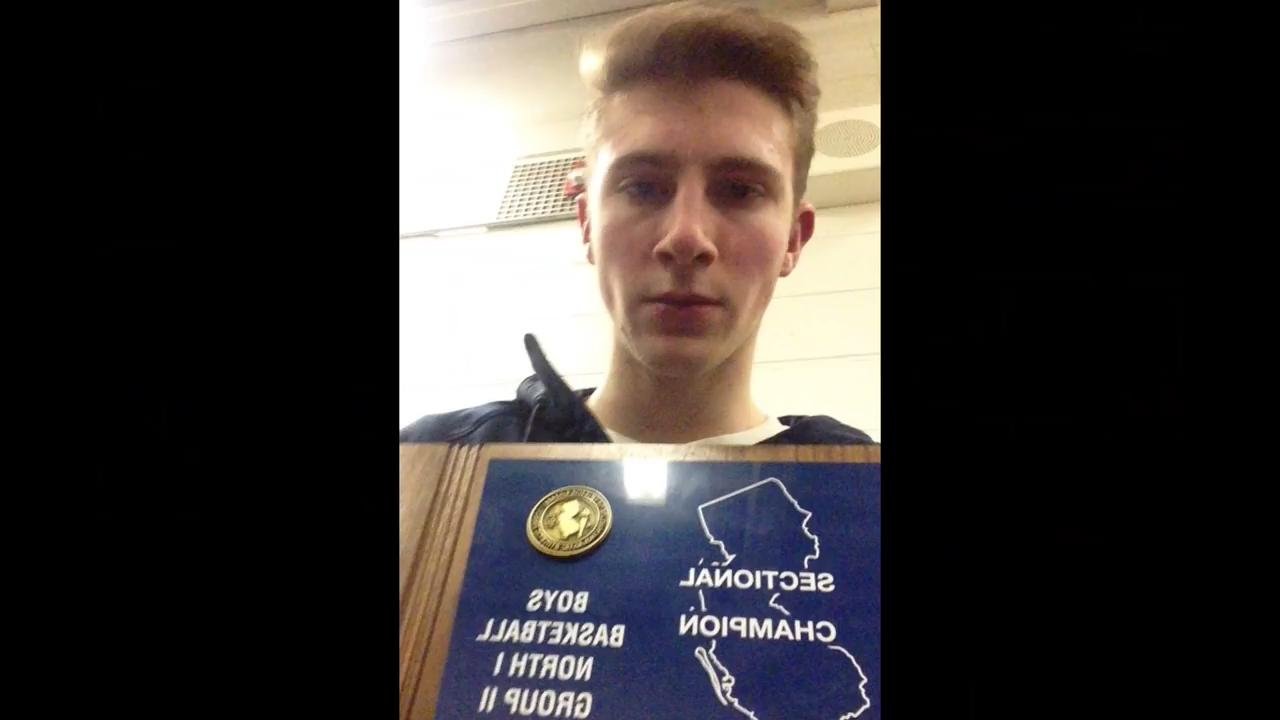 SECTIONAL
CHAMPION
BOYS
BASKETBALL
NORTH I
GROUP II